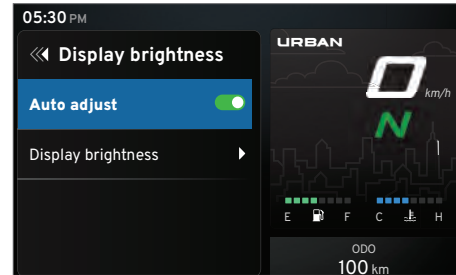 05:30 PM
Display brightness
Auto adjust
Display brightness
URBAN
0 km/h
N
E F C H
ODO
100 km